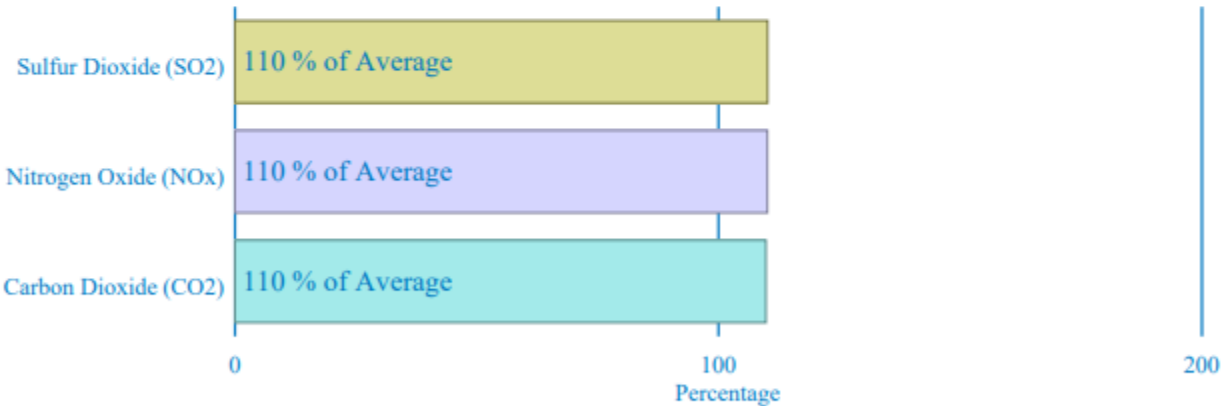 Sulfur Dioxide (SO2) 110 % of Average
Nitrogen Oxide (NOx) 110 % of Average
Carbon Dioxide (CO2) 110 % of Average
0 100 200
Percentage